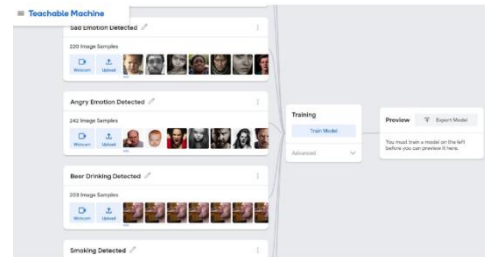 Teachable Machine
Sad Emotion Detected
220 Image Samples
Webcam
Upload
Angry Emotion Detected
242 Image Samples
Webcam
Upload
Beer Drinking Detected
Image Samples
Webcam
Upload
Smoking Detected
Training
Train Model
Advanced
Preview
Export Model
You must train a model on the left
before you can preview it here.